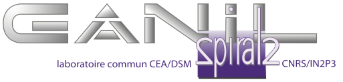 GANIL
spiral2
laboratoire commun CEA/DSM CNRS/IN2P3